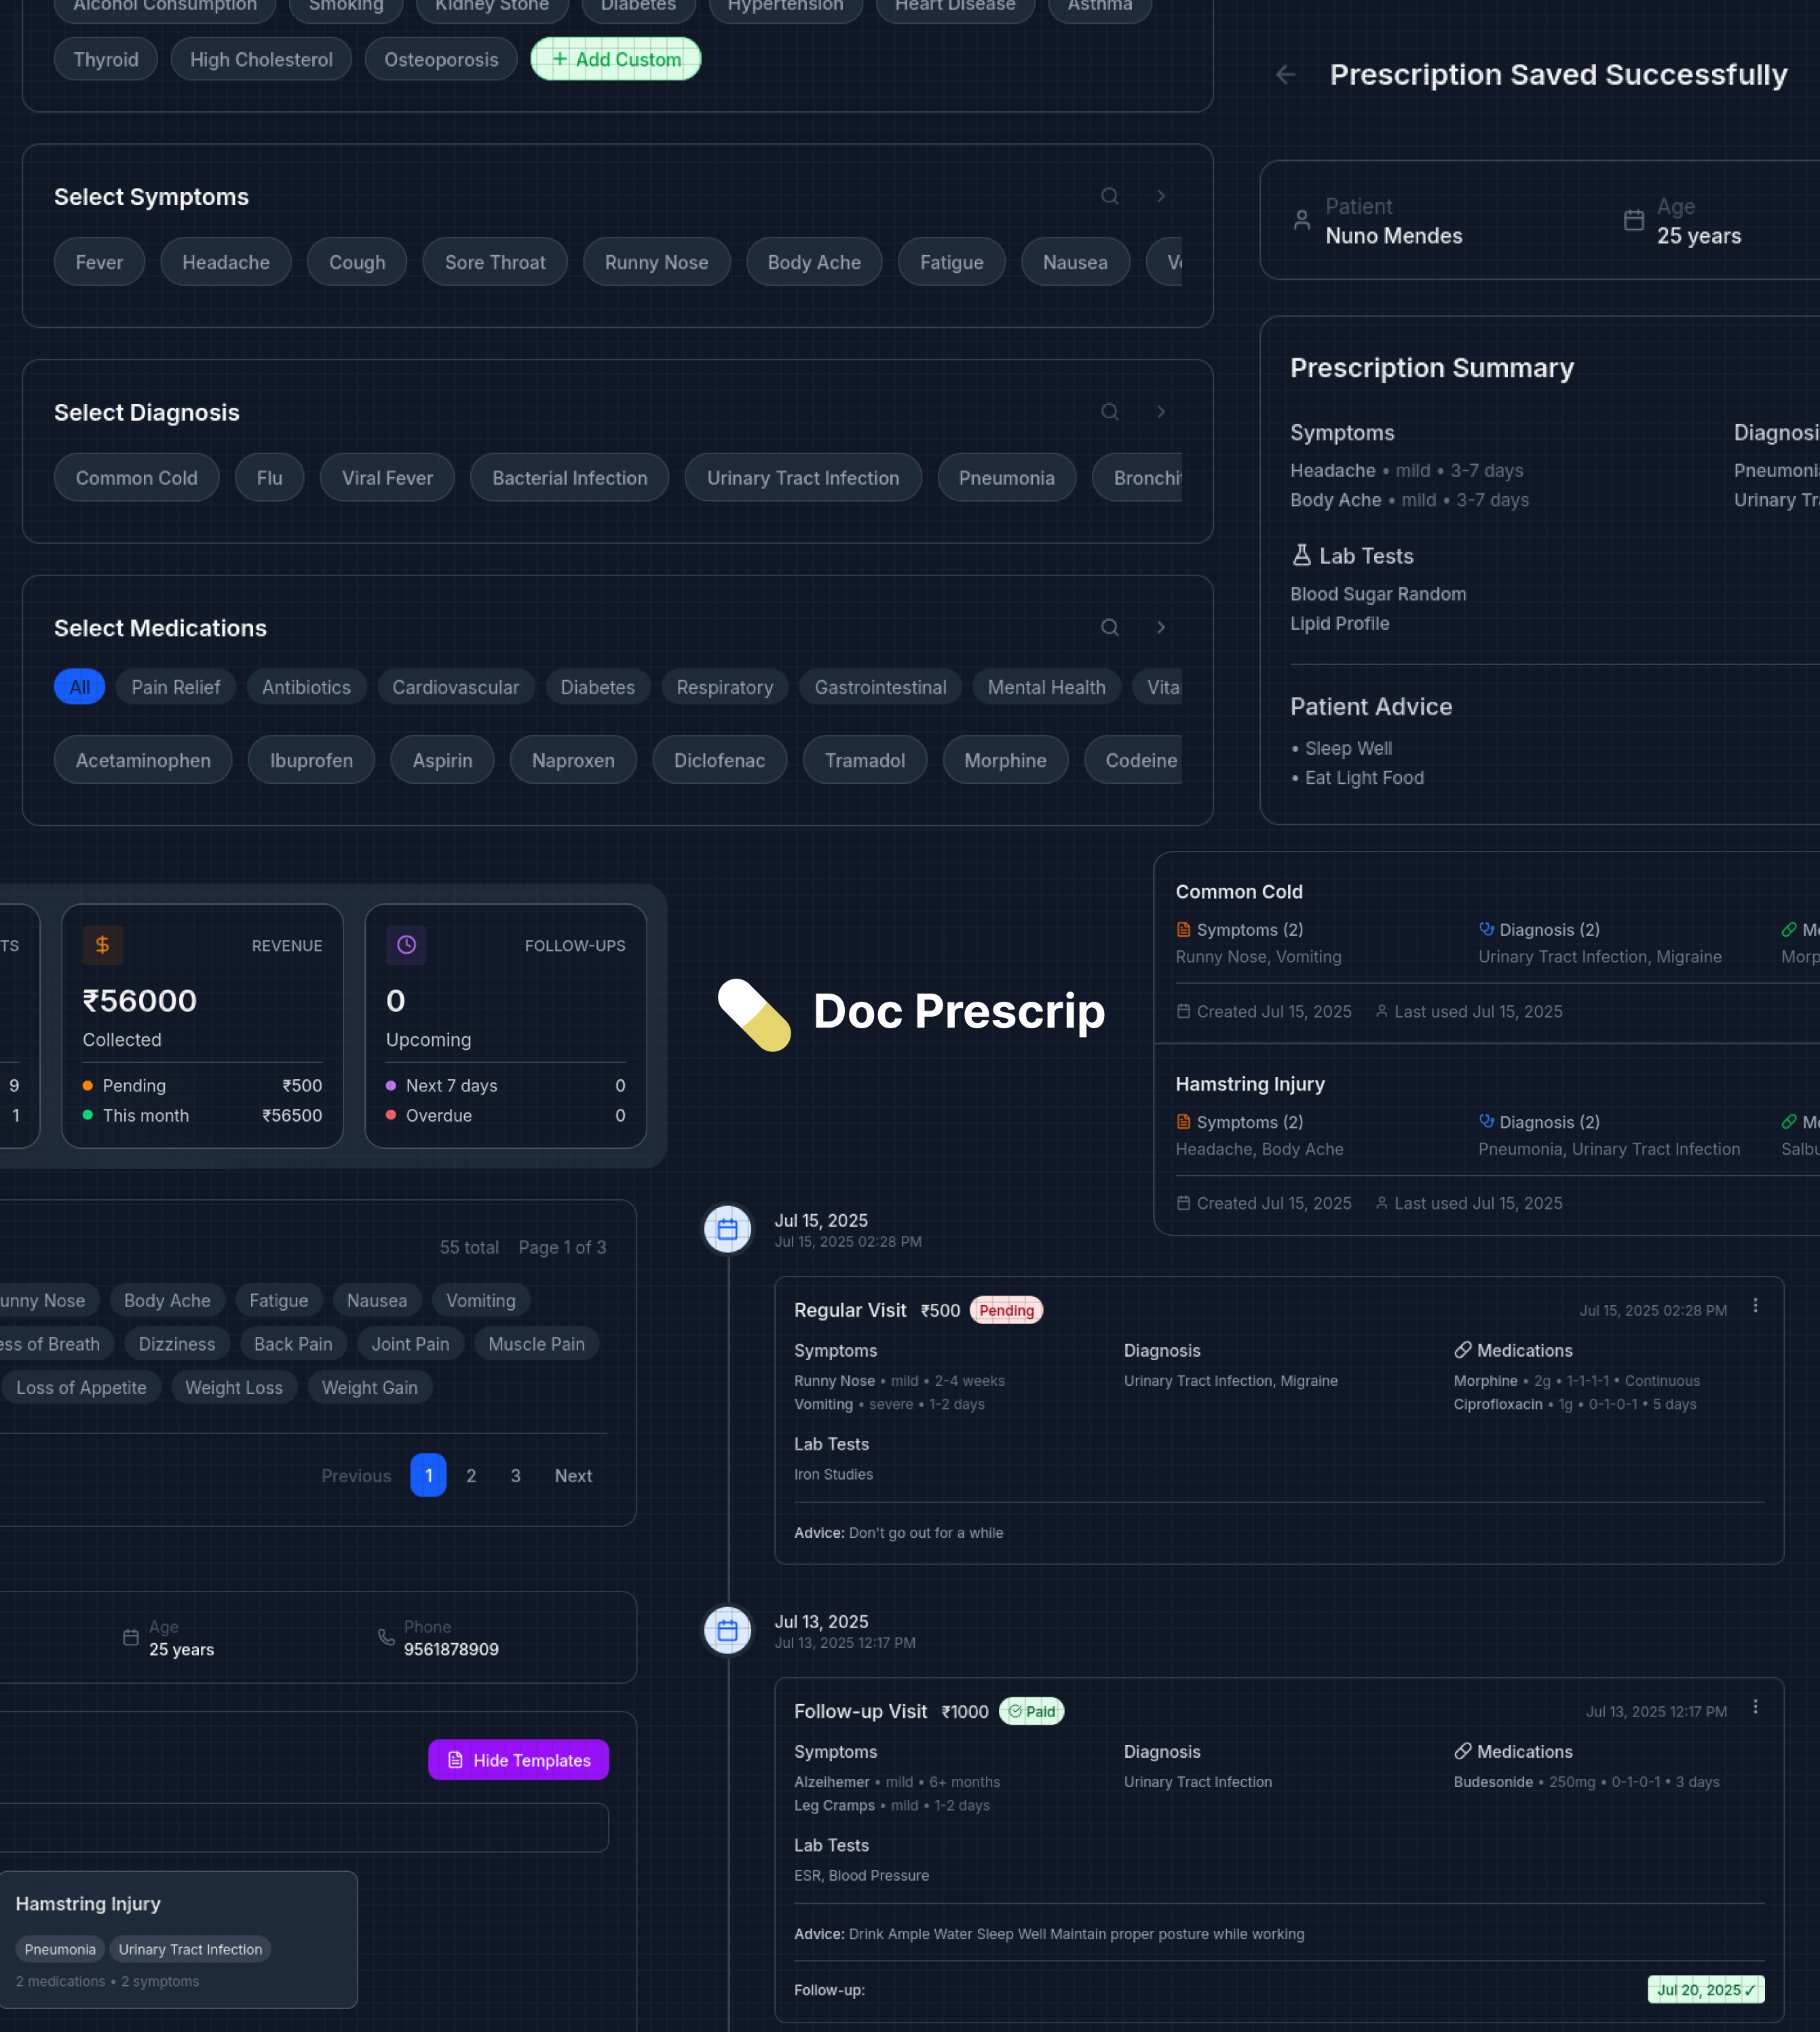 Alcohol Consumption Smoking Kidney Stone Diabetes Hypertension Heart Disease Asthma
Thyroid High Cholesterol Osteoporosis + Add Custom
Select Symptoms
Fever Headache Cough Sore Throat Runny Nose Body Ache Fatigue Nausea
Select Diagnosis
Common Cold Flu Viral Fever Bacterial Infection Urinary Tract Infection Pneumonia Bronchit
Select Medications
All Pain Relief Antibiotics Cardiovascular Diabetes Respiratory Gastrointestinal Mental Health Vita
Acetaminophen Ibuprofen Aspirin Naproxen Diclofenac Tramadol Morphine Codeine
Prescription Saved Successfully
Patient
Nuno Mendes
Age
25 years
Prescription Summary
Symptoms
Headache • mild • 3-7 days
Body Ache • mild • 3-7 days
Diagnosi
Pneumoni
Urinary Tr
Lab Tests
Blood Sugar Random
Lipid Profile
Patient Advice
• Sleep Well
• Eat Light Food
TS
9
1
REVENUE
₹56000
Collected
Pending ₹500
This month ₹56500
FOLLOW-UPS
0
Upcoming
Next 7 days 0
Overdue 0
Doc Prescrip
Common Cold
Symptoms (2) Diagnosis (2) Me
Runny Nose, Vomiting Urinary Tract Infection, Migraine Morp
Created Jul 15, 2025 Last used Jul 15, 2025
Hamstring Injury
Symptoms (2) Diagnosis (2) Me
Headache, Body Ache Pneumonia, Urinary Tract Infection Salbu
Created Jul 15, 2025 Last used Jul 15, 2025
55 total Page 1 of 3
unny Nose Body Ache Fatigue Nausea Vomiting
ess of Breath Dizziness Back Pain Joint Pain Muscle Pain
Loss of Appetite Weight Loss Weight Gain
Previous 1 2 3 Next
Age
25 years
Phone
9561878909
Hide Templates
Hamstring Injury
Pneumonia Urinary Tract Infection
2 medications • 2 symptoms
Jul 15, 2025
Jul 15, 2025 02:28 PM
Regular Visit ₹500 Pending Jul 15, 2025 02:28 PM
Symptoms Diagnosis Medications
Runny Nose • mild • 2-4 weeks Urinary Tract Infection, Migraine Morphine • 2g • 1-1-1-1 • Continuous
Vomiting • severe • 1-2 days Ciprofloxacin • 1g • 0-1-0-1 • 5 days
Lab Tests
Iron Studies
Advice: Don't go out for a while
Jul 13, 2025
Jul 13, 2025 12:17 PM
Follow-up Visit ₹1000 Paid Jul 13, 2025 12:17 PM
Symptoms Diagnosis Medications
Alzeihemer • mild • 6+ months Urinary Tract Infection Budesonide • 250mg • 0-1-0-1 • 3 days
Leg Cramps • mild • 1-2 days
Lab Tests
ESR, Blood Pressure
Advice: Drink Ample Water Sleep Well Maintain proper posture while working
Follow-up: Jul 20, 2025 ✓